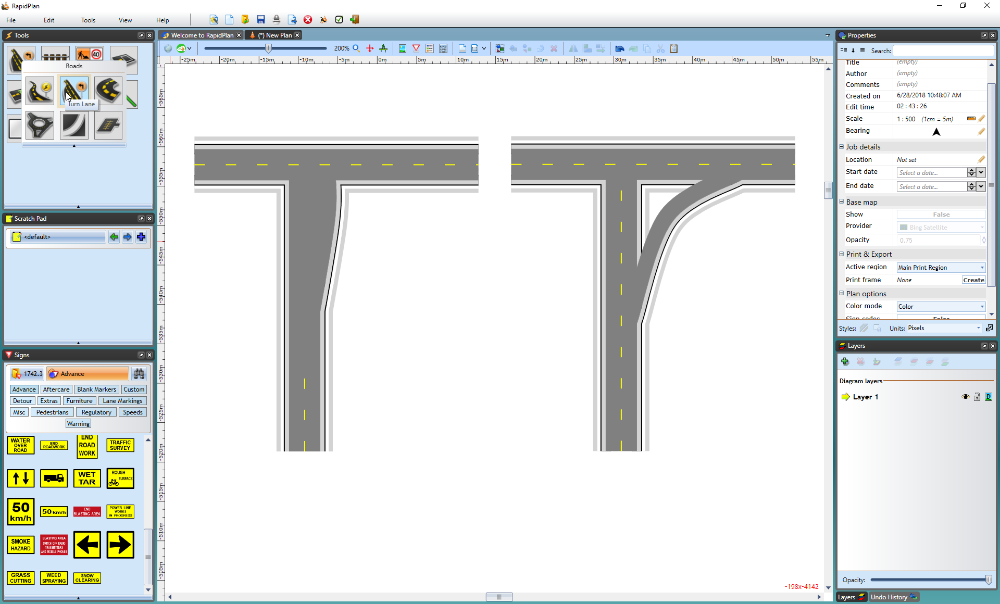 RapidPlan
File Edit Tools View Help
Tools
Welcome to RapidPlan
(*) New Plan
Properties
40
Roads
Turn Lane
200%
-25m -20m -15m -10m -5m 0m 5m 10m 15m 20m 25m 30m 35m 40m 45m 50m 55m
-565m
-560m
-555m
-550m
-545m
-540m
-535m
-530m
-525m
-520m
-515m
-510m
-505m
Search:
Title (empty)
Author (empty)
Comments (empty)
Created on 6/28/2018 10:48:07 AM
Edit time 02 : 43 : 26
Scale 1 : 500 (1cm = 5m)
Bearing
Job details
Location Not set
Start date Select a date...
End date Select a date...
Base map
Show False
Provider Bing Satellite
Opacity 0.75
Print & Export
Active region Main Print Region
Print frame None Create
Plan options
Color mode Color
Sign codes False
Styles: Units: Pixels
Scratch Pad
<default>
Signs
1742.3 Advance
Advance Aftercare Blank Markers Custom
Detour Extras Furniture Lane Markings
Misc Pedestrians Regulatory Speeds
Warning
WATER
OVER
ROAD
END
ROADWORK
END
ROAD
WORK
TRAFFIC
SURVEY
WET
TAR
ROUGH
SURFACE
50
km/h
50 km/h
END
BLASTING AREA
POWER LINE
WORKS
IN PROGRESS
SMOKE
HAZARD
BLASTING AREA
SWITCH OFF RADIO
TRANSMITTERS
AND MOBILE PHONES
GRASS
CUTTING
WEED
SPRAYING
SNOW
CLEARING
Layers
Diagram layers
Layer 1
D
Opacity:
-198x-4142
Layers
Undo History